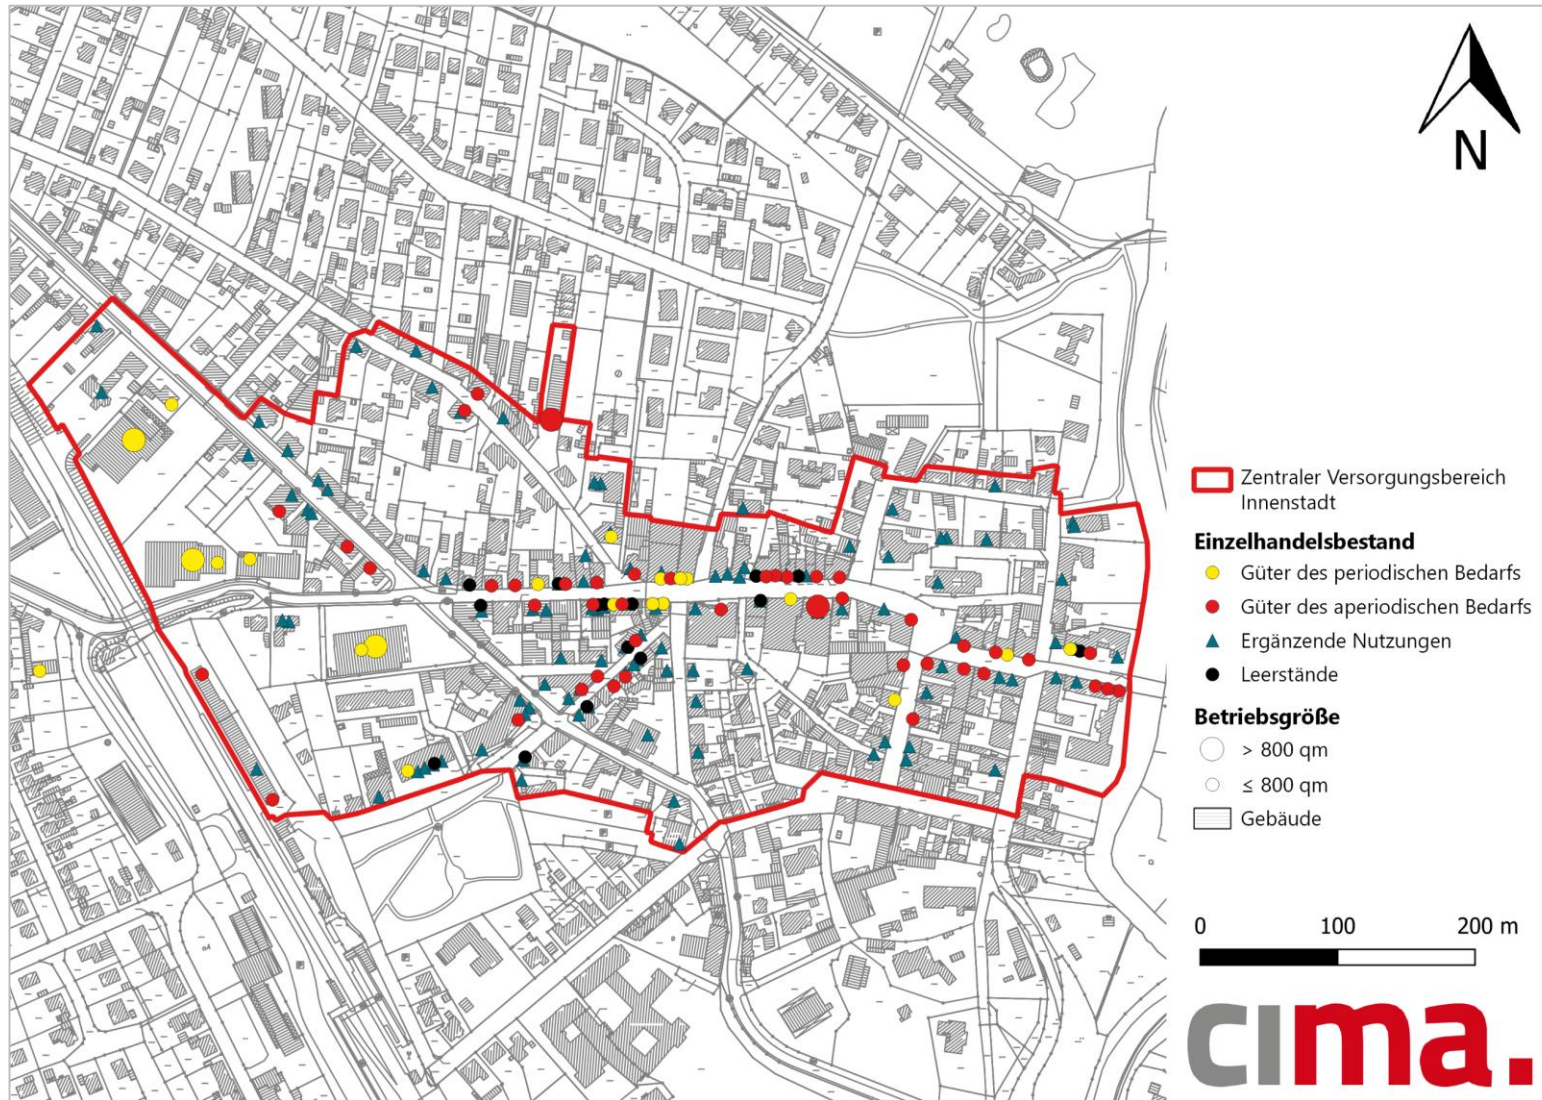 N
Zentraler Versorgungsbereich
Innenstadt
Einzelhandelsbestand
Güter des periodischen Bedarfs
Güter des aperiodischen Bedarfs
Ergänzende Nutzungen
Leerstände
Betriebsgröße
> 800 qm
≤ 800 qm
Gebäude
0 100 200 m
cima.